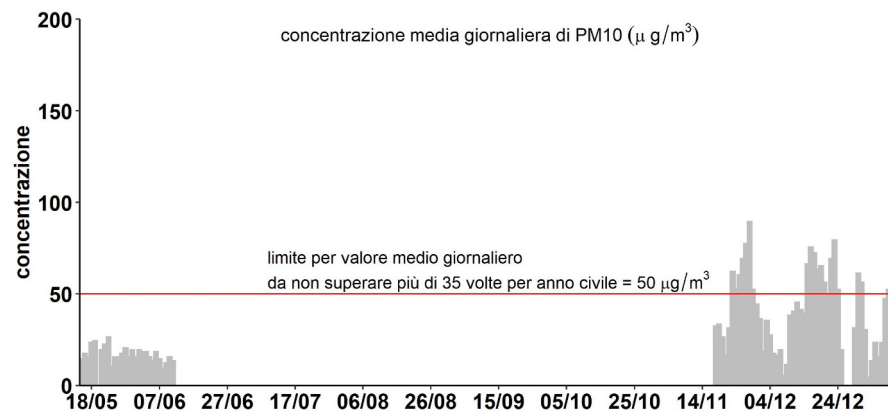 concentrazione media giornaliera di PM10 (μ g/m³)
200
150
100
50
0
concentrazione
limite per valore medio giornaliero
da non superare più di 35 volte per anno civile = 50 μg/m³
18/05 07/06 27/06 17/07 06/08 26/08 15/09 05/10 25/10 14/11 04/12 24/12